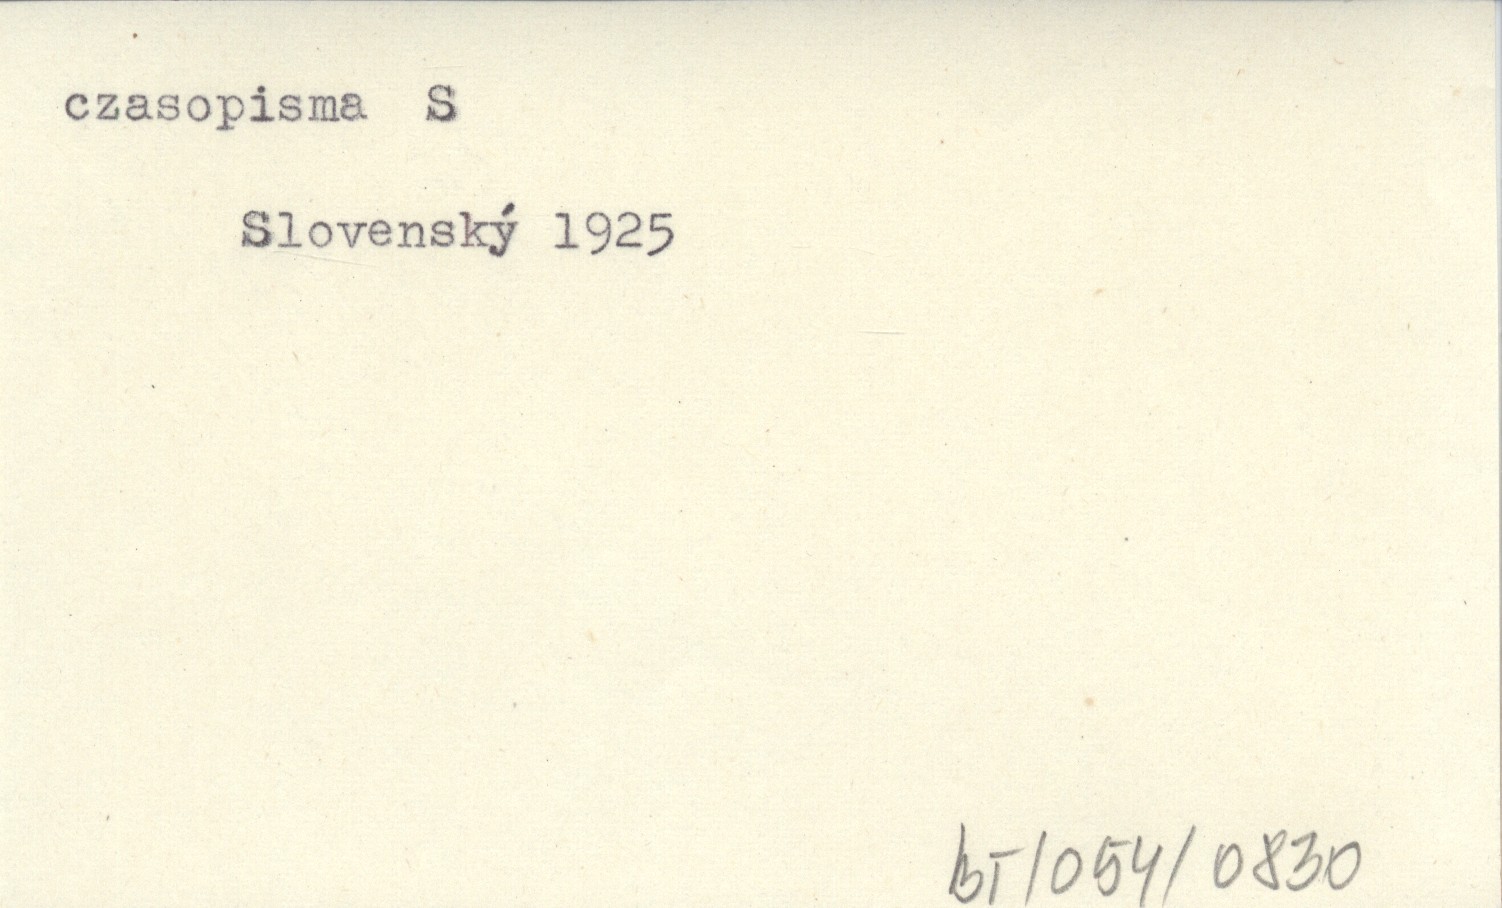 czasopisma S
Slovenský 1925
BT/054/0830